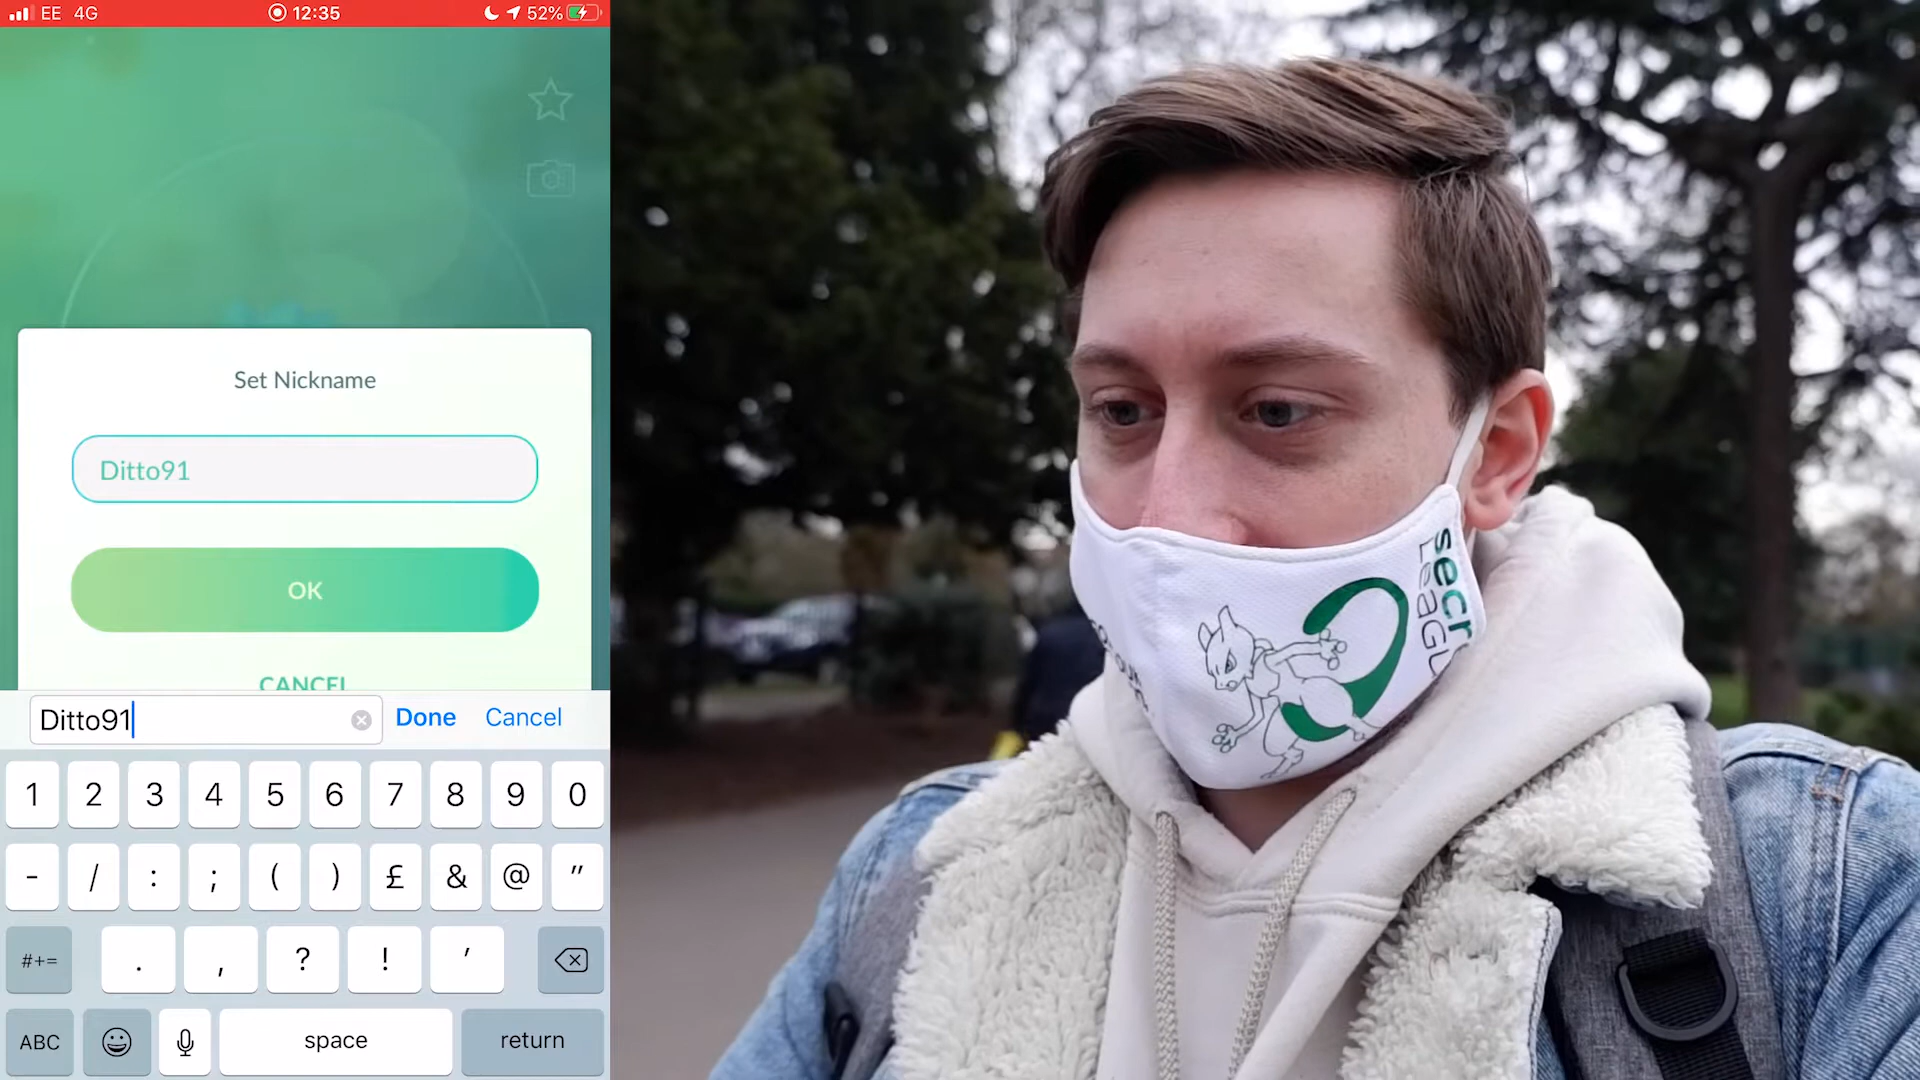 EE 4G 12:35 52%
Set Nickname
Ditto91
OK
CANCEL
Ditto91 Done Cancel
1 2 3 4 5 6 7 8 9 0
- / : ; ( ) £ & @ "
#+= . , ? ! '
ABC space return